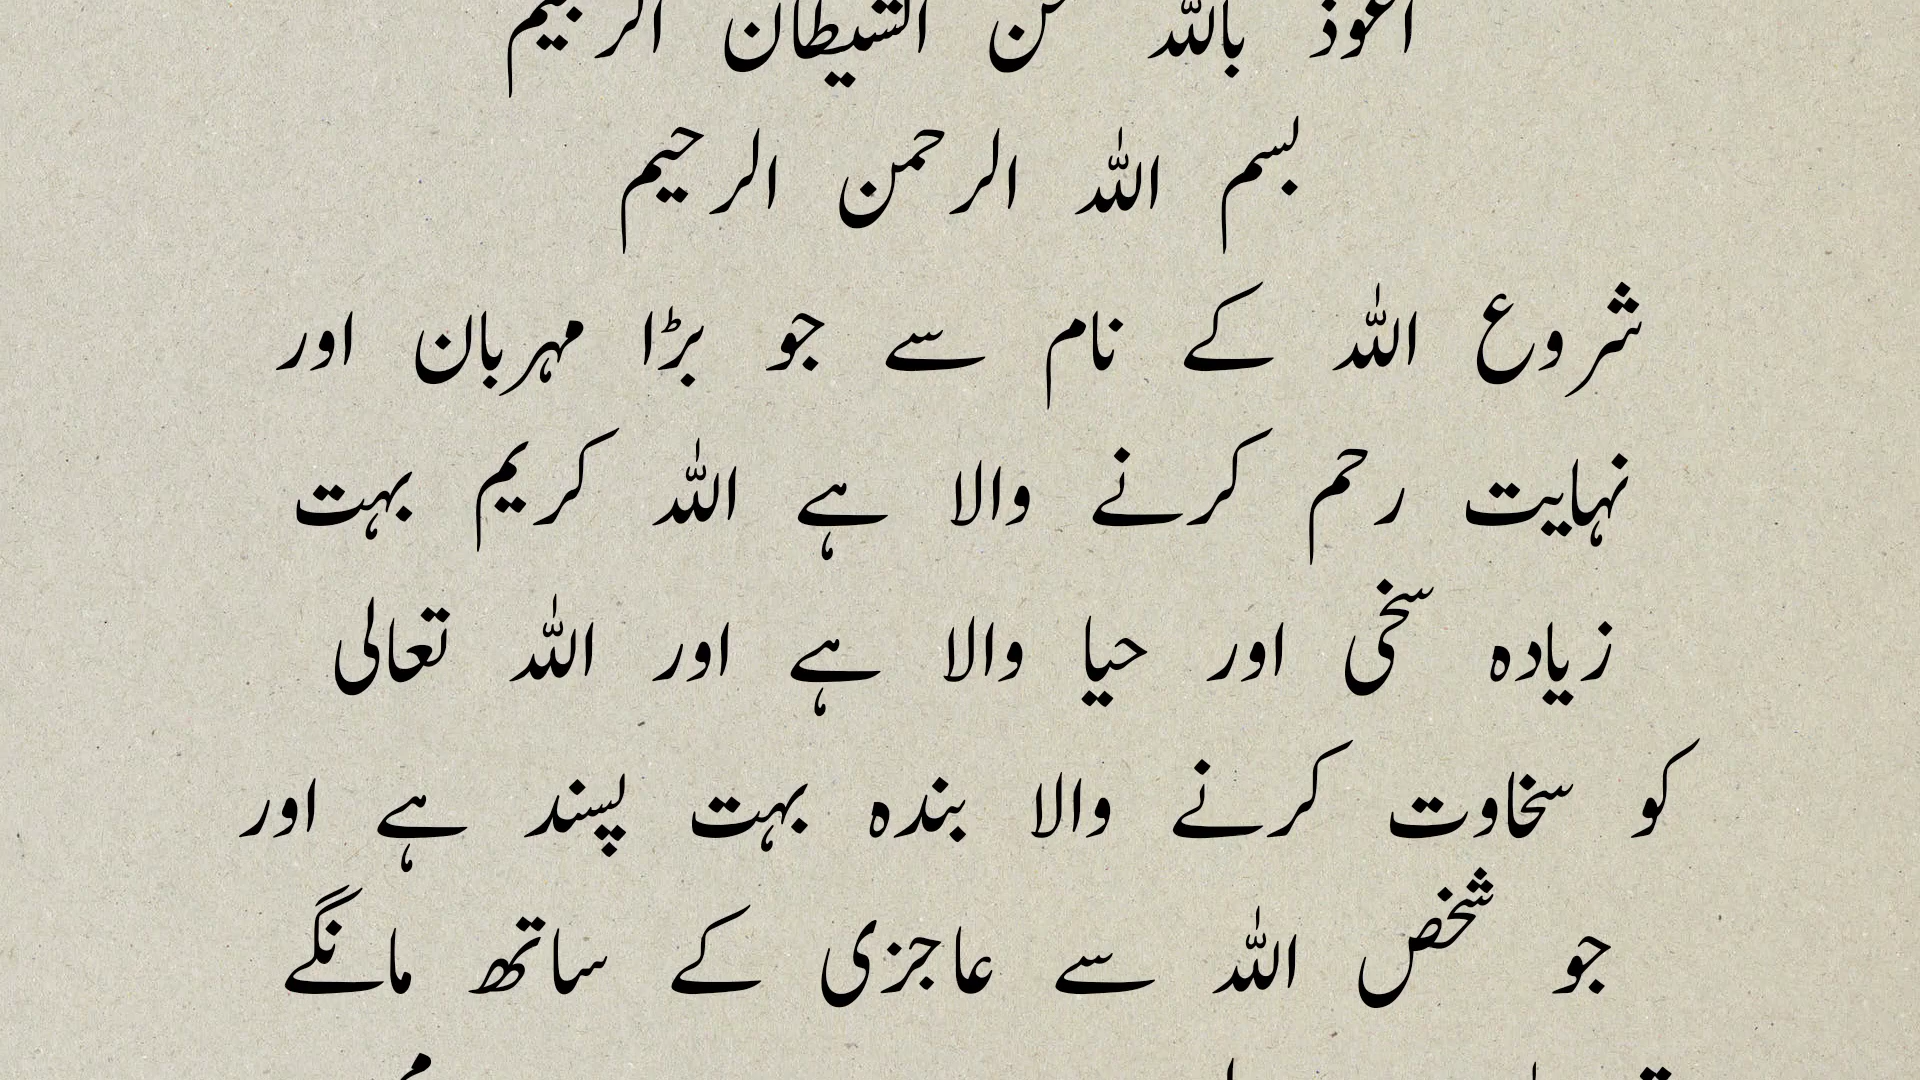 اعوذ باللہ من الشیطان الرجیم
بسم اللہ الرحمن الرحیم
شروع اللہ کے نام سے جو بڑا مہربان اور
نہایت رحم کرنے والا ہے اللہ کریم بہت
زیادہ سخی اور حیا والا ہے اور اللہ تعالی
کو سخاوت کرنے والا بندہ بہت پسند ہے اور
جو شخص اللہ سے عاجزی کے ساتھ مانگے